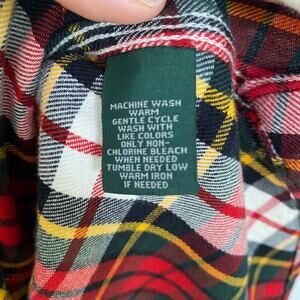 MACHINE WASH
WARM
GENTLE CYCLE
WASH WITH
LIKE COLORS
ONLY NON-
CHLORINE BLEACH
WHEN NEEDED
TUMBLE DRY LOW
WARM IRON
IF NEEDED